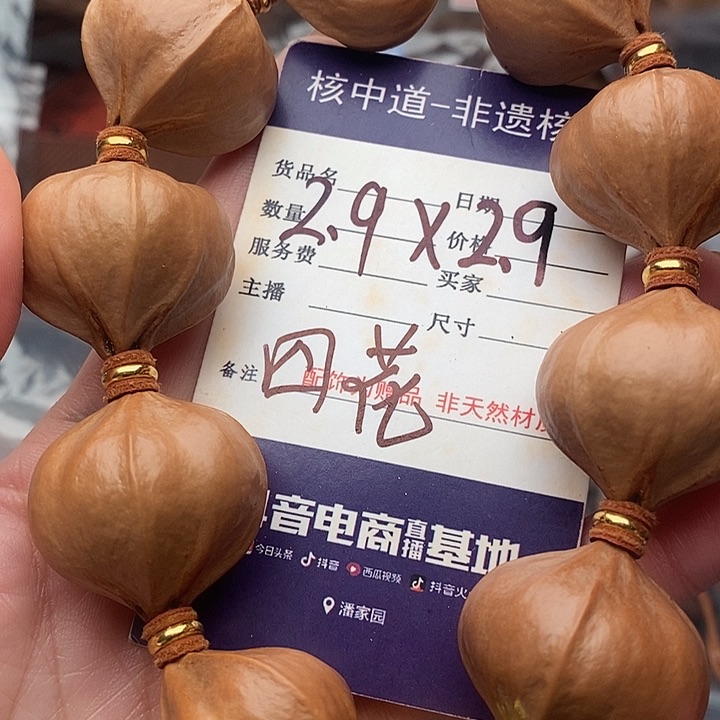 核中道-非遗核
货品名 日期
2.9 X 2.9
数量 价格
服务费 买家
主播 尺寸
备注 四花
配饰为赠品 非天然材质
抖音电商直播基地
今日头条 抖音 西瓜视频 抖音火
潘家园